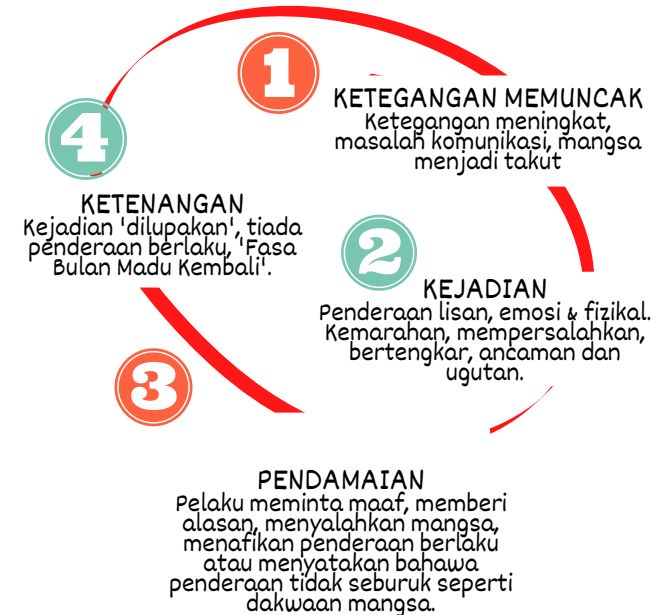 1
KETEGANGAN MEMUNCAK
Ketegangan meningkat,
masalah komunikasi, mangsa
menjadi takut
2
KEJADIAN
Penderaan lisan, emosi & fizikal.
Kemarahan, mempersalahkan,
bertengkar, ancaman dan
ugutan.
3
PENDAMAIAN
Pelaku meminta maaf, memberi
alasan, menyalahkan mangsa,
menafikan penderaan berlaku
atau menyatakan bahawa
penderaan tidak seburuk seperti
dakwaan mangsa.
4
KETENANGAN
Kejadian 'dilupakan', tiada
penderaan berlaku, 'Fasa
Bulan Madu Kembali'.